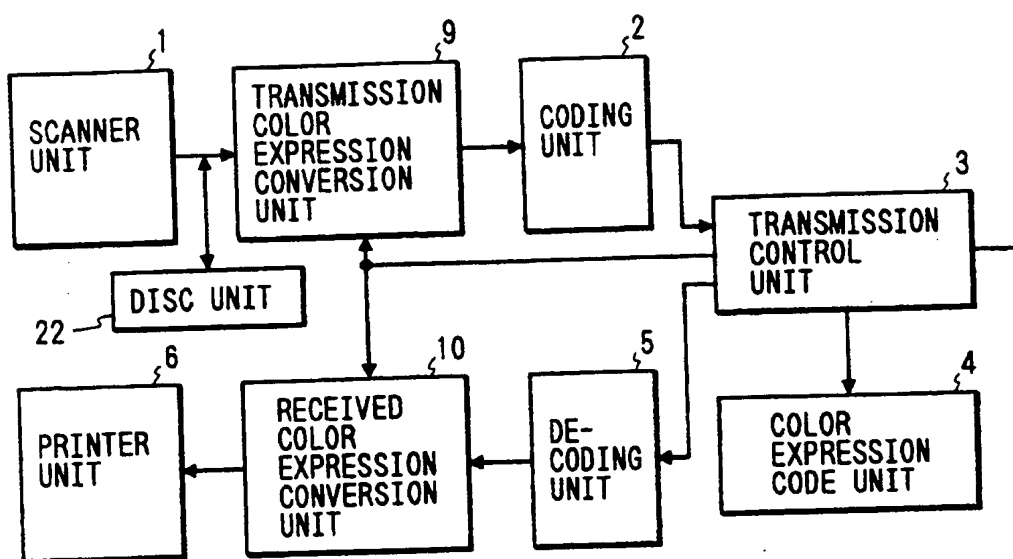 1
SCANNER
UNIT
9
TRANSMISSION
COLOR
EXPRESSION
CONVERSION
UNIT
2
CODING
UNIT
3
TRANSMISSION
CONTROL
UNIT
DISC UNIT
22
6
PRINTER
UNIT
10
RECEIVED
COLOR
EXPRESSION
CONVERSION
UNIT
5
DE-
CODING
UNIT
4
COLOR
EXPRESSION
CODE UNIT